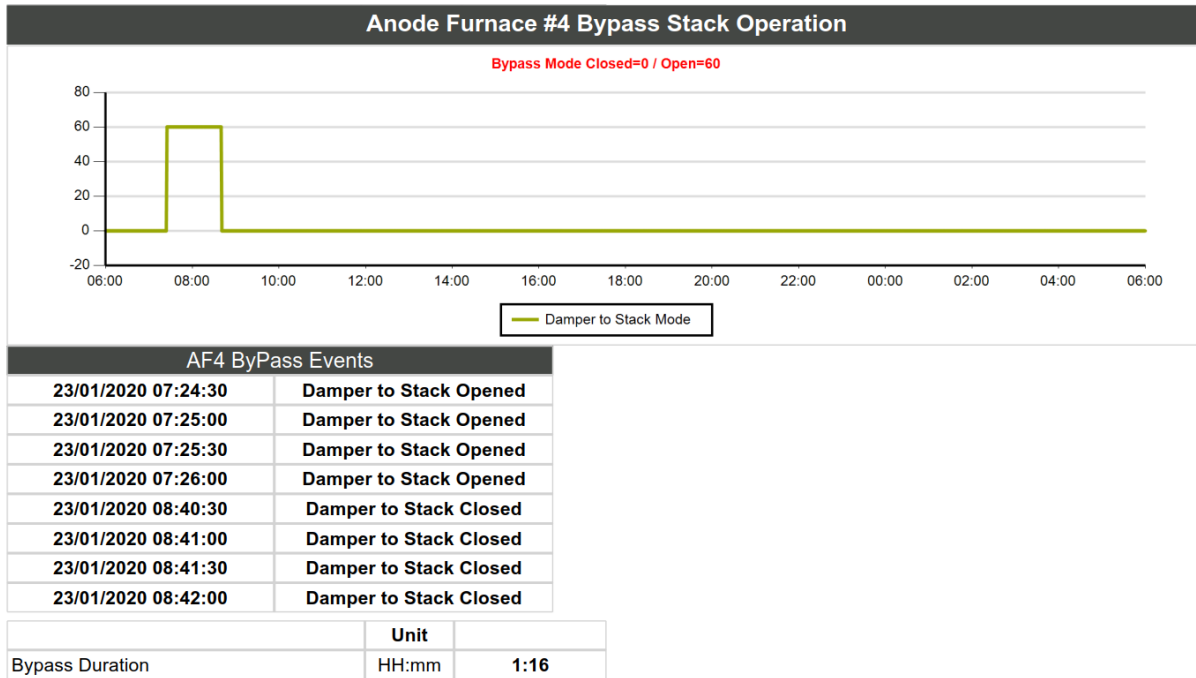 Anode Furnace #4 Bypass Stack Operation
Bypass Mode Closed=0 / Open=60
80
60
40
20
0
-20
06:00 08:00 10:00 12:00 14:00 16:00 18:00 20:00 22:00 00:00 02:00 04:00 06:00
Damper to Stack Mode
AF4 ByPass Events
23/01/2020 07:24:30 Damper to Stack Opened
23/01/2020 07:25:00 Damper to Stack Opened
23/01/2020 07:25:30 Damper to Stack Opened
23/01/2020 07:26:00 Damper to Stack Opened
23/01/2020 08:40:30 Damper to Stack Closed
23/01/2020 08:41:00 Damper to Stack Closed
23/01/2020 08:41:30 Damper to Stack Closed
23/01/2020 08:42:00 Damper to Stack Closed
Unit
Bypass Duration HH:mm 1:16